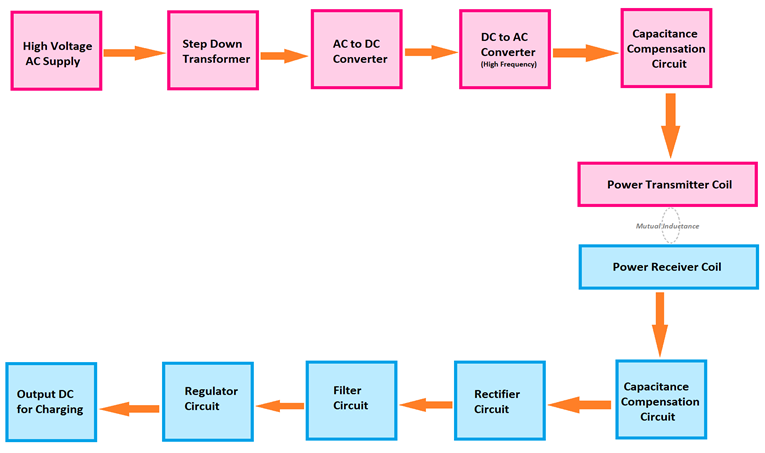 High Voltage
AC Supply
Step Down
Transformer
AC to DC
Converter
DC to AC
Converter
(High Frequency)
Capacitance
Compensation
Circuit
Power Transmitter Coil
Mutual Inductance
Power Receiver Coil
Output DC
for Charging
Regulator
Circuit
Filter
Circuit
Rectifier
Circuit
Capacitance
Compensation
Circuit